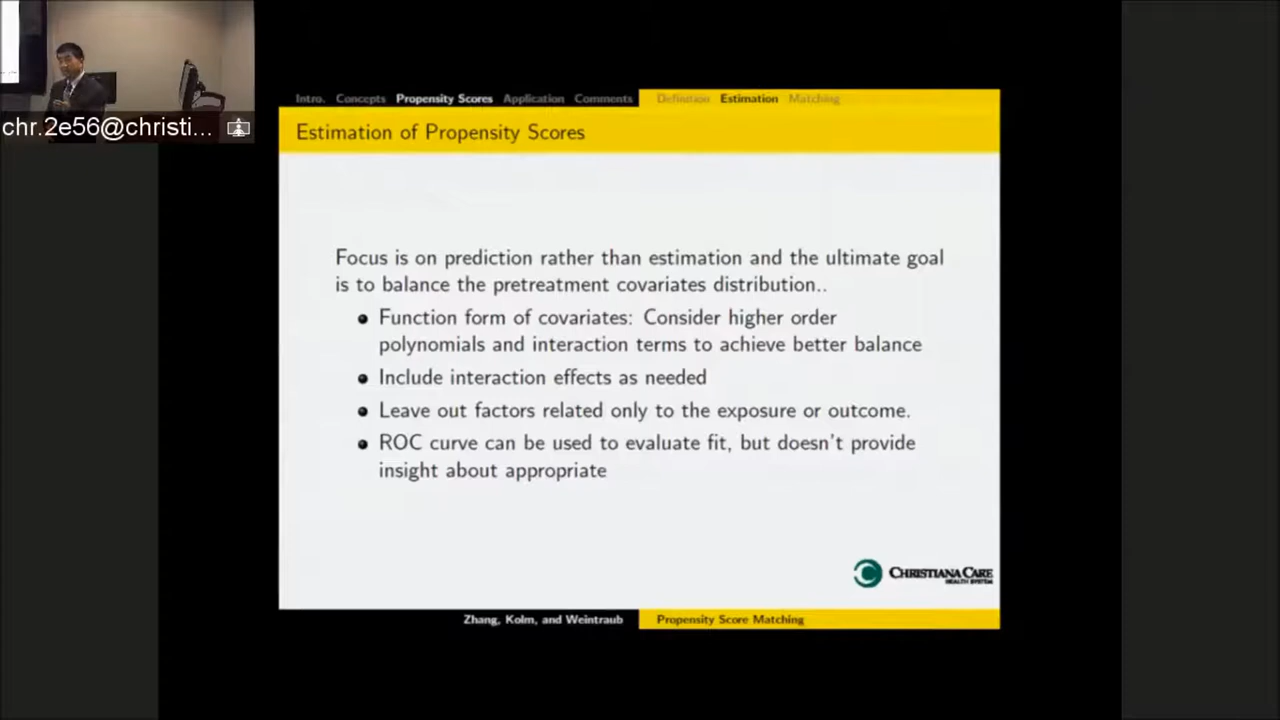 chr.2e56@christi...
Intro. Concepts Propensity Scores Application Comments Definition Estimation Matching
Estimation of Propensity Scores
Focus is on prediction rather than estimation and the ultimate goal
is to balance the pretreatment covariates distribution..
Function form of covariates: Consider higher order
polynomials and interaction terms to achieve better balance
Include interaction effects as needed
Leave out factors related only to the exposure or outcome.
ROC curve can be used to evaluate fit, but doesn't provide
insight about appropriate
CHRISTIANA CARE
HEALTH SYSTEM
Zhang, Kolm, and Weintraub Propensity Score Matching